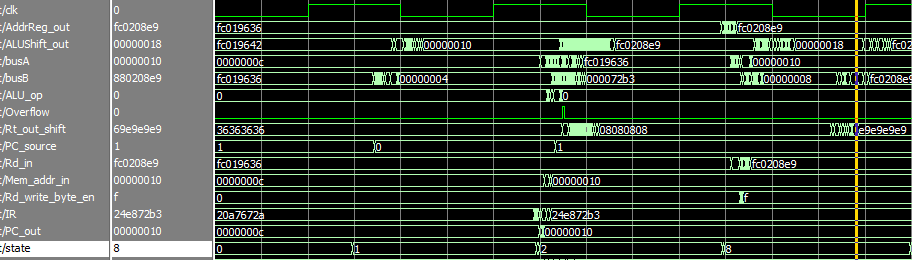 t/clk 0
t/AddrReg_out fc0208e9 fc019636 fc0208e9
t/ALUShift_out 00000018 fc019642 00000010 fc0208e9 00000018 fc02
t/busA 00000010 0000000c fc019636 00000010
t/busB 880208e9 fc019636 00000004 000072b3 00000008 fc0208e9
t/ALU_op 0 0 0
t/Overflow 0
t/Rt_out_shift 69e9e9e9 36363636 08080808 e9e9e9e9
t/PC_source 1 1 0 1
t/Rd_in fc0208e9 fc019636 fc0208e9
t/Mem_addr_in 00000010 0000000c 00000010
t/Rd_write_byte_en f 0 f
t/IR 24e872b3 20a7672a 24e872b3
t/PC_out 00000010 0000000c 00000010
t/state 8 0 1 2 8